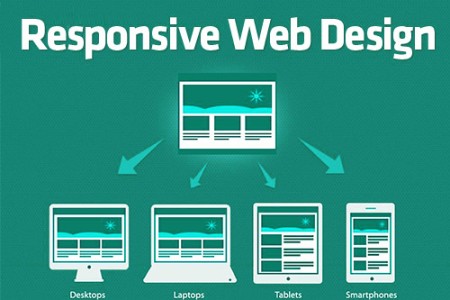 Responsive Web Design
Desktops
Laptops
Tablets
Smartphones